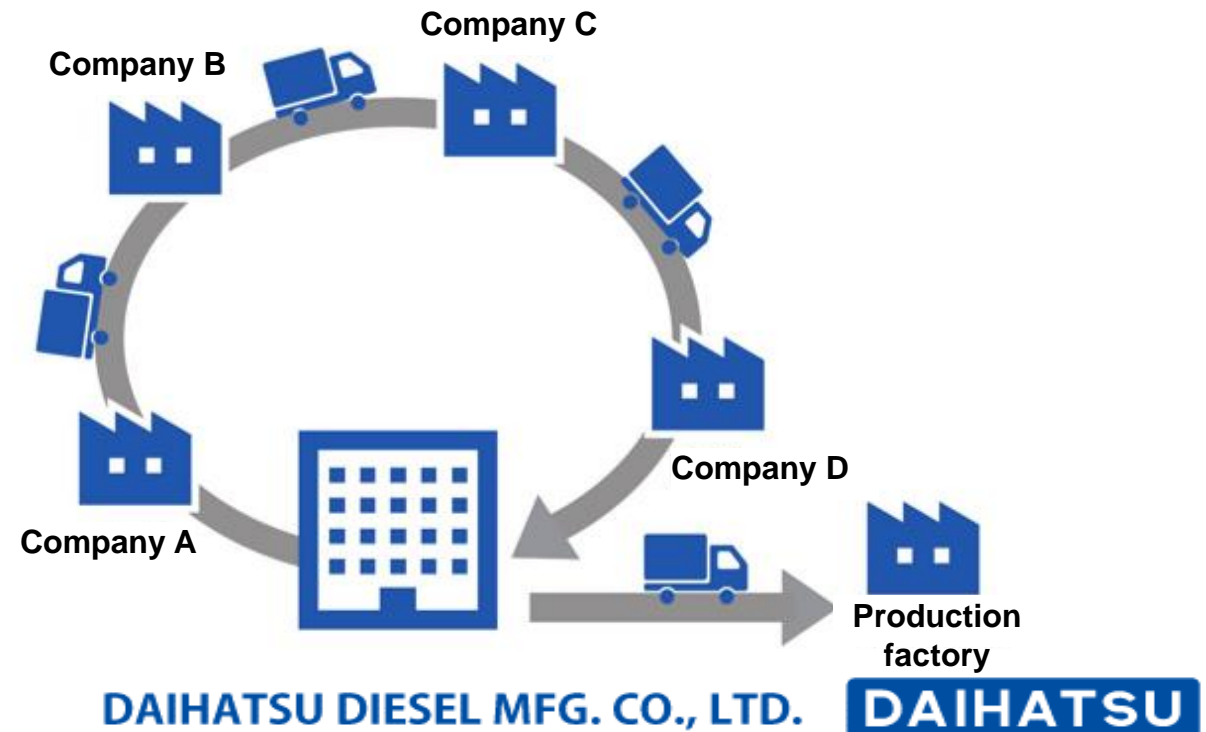 Company C
Company B
Company D
Company A
Production
factory
DAIHATSU DIESEL MFG. CO., LTD.
DAIHATSU